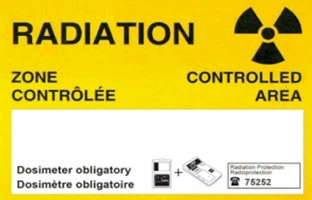 RADIATION
ZONE CONTRÔLÉE
CONTROLLED AREA
Dosimeter obligatory
Dosimètre obligatoire
+
Radiation Protection
Radioprotection
☎ 75252